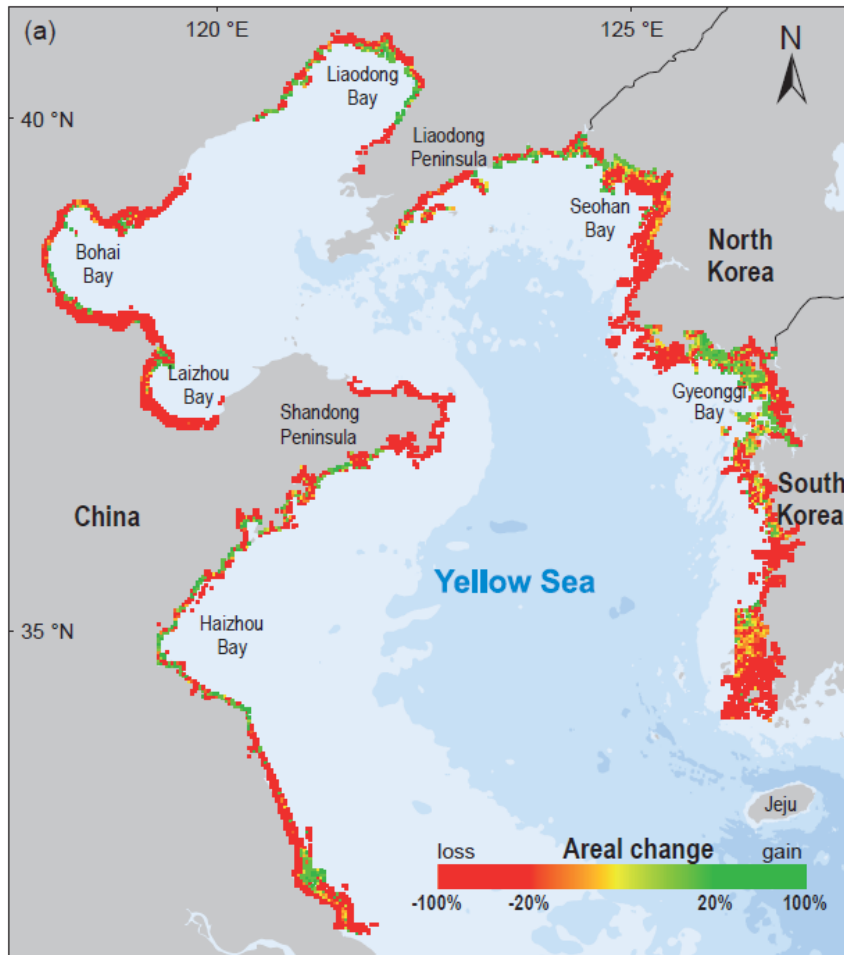 (a)
120 °E
125 °E
N
Liaodong
Bay
40 °N
Liaodong
Peninsula
Seohan
Bay
North
Korea
Bohai
Bay
Laizhou
Bay
Gyeonggi
Bay
Shandong
Peninsula
South
Korea
China
Yellow Sea
35 °N
Haizhou
Bay
Jeju
loss Areal change gain
-100% -20% 20% 100%